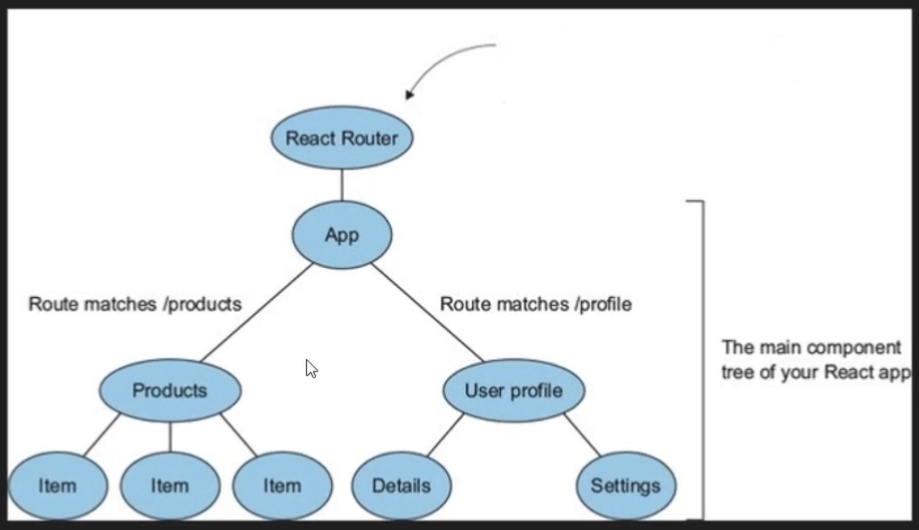 React Router
App
Route matches /products
Route matches /profile
The main component
tree of your React app
Products
User profile
Item
Item
Item
Details
Settings